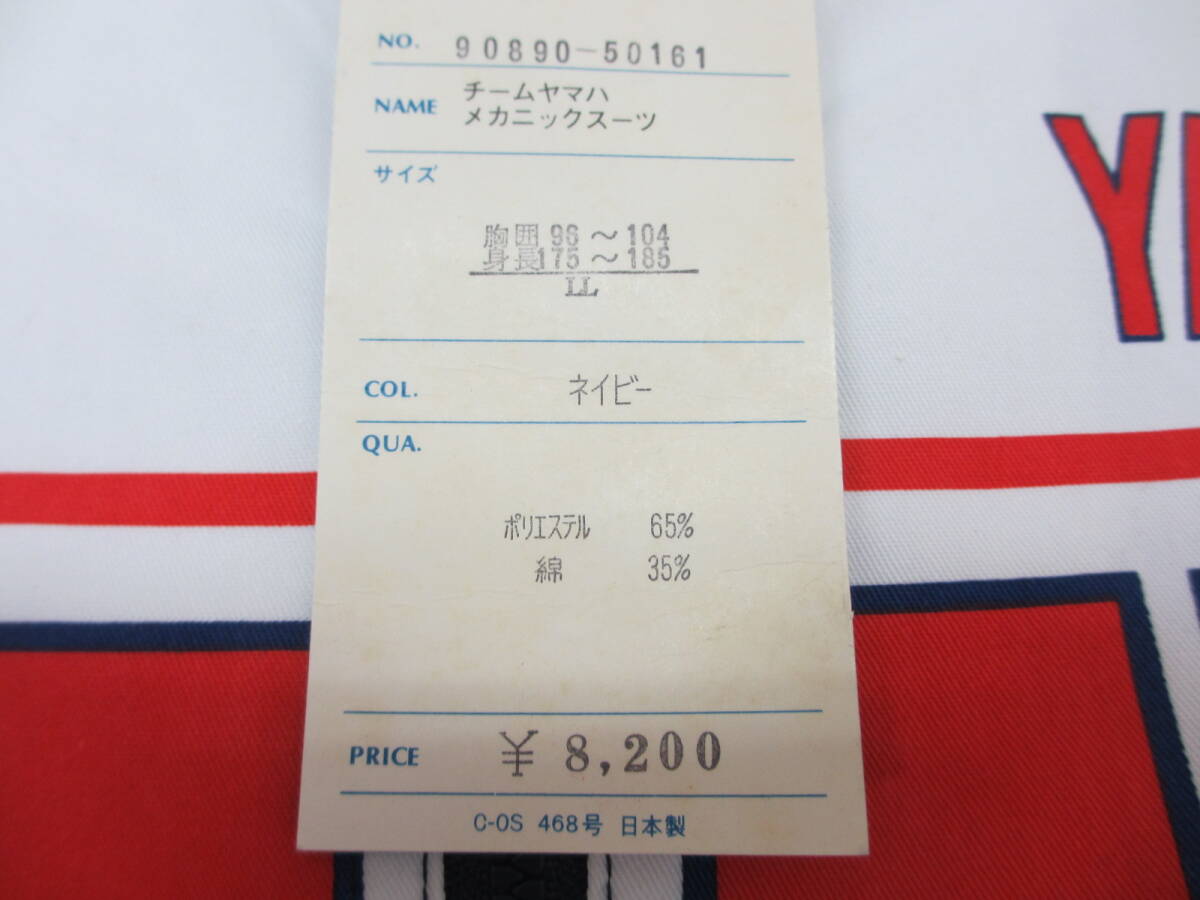 NO. 90890-50161
NAME チームヤマハ
メカニックスーツ
サイズ
胸囲 96 ～ 104
身長175 ～ 185
LL
COL. ネイビー
QUA.
ポリエステル 65%
綿 35%
PRICE ¥ 8,200
C-OS 468号 日本製